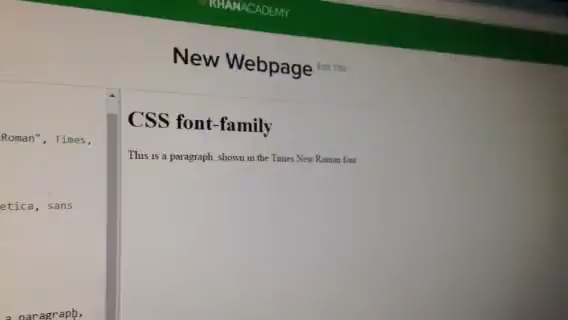 KHANACADEMY
New Webpage
CSS font-family
Roman", Times,
This is a paragraph, shown in the Times New Roman font
etica, sans
a paragraph,